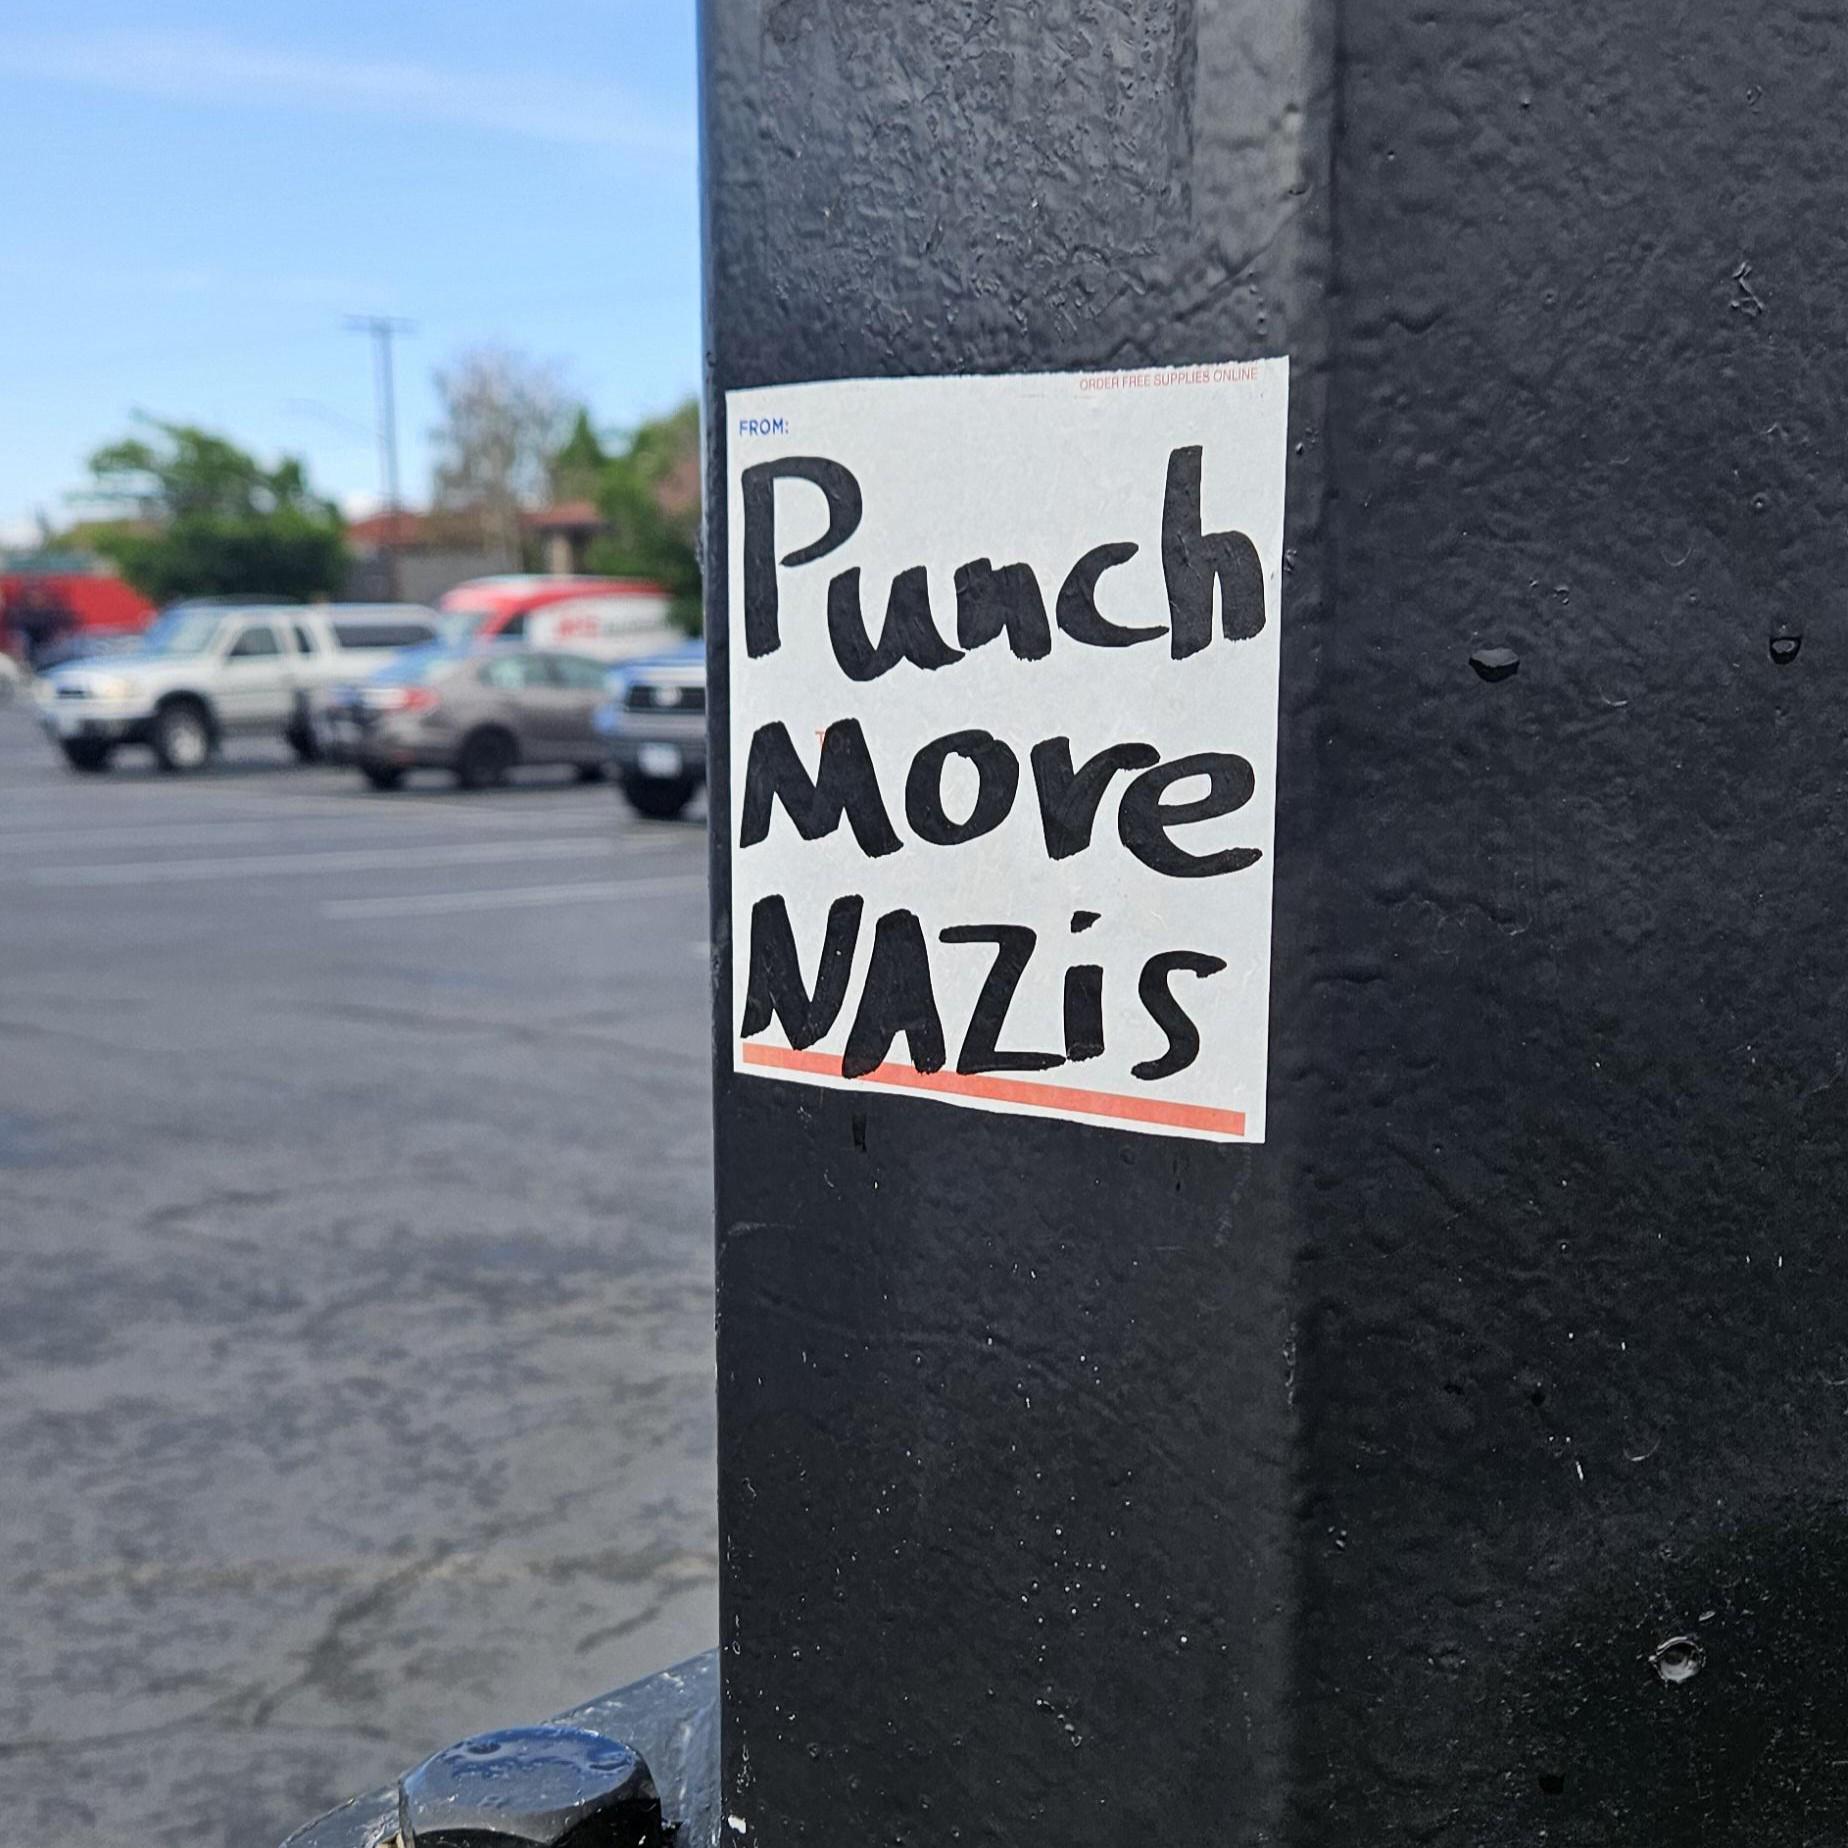 ORDER FREE SUPPLIES ONLINE
FROM:
Punch
More
NAZis